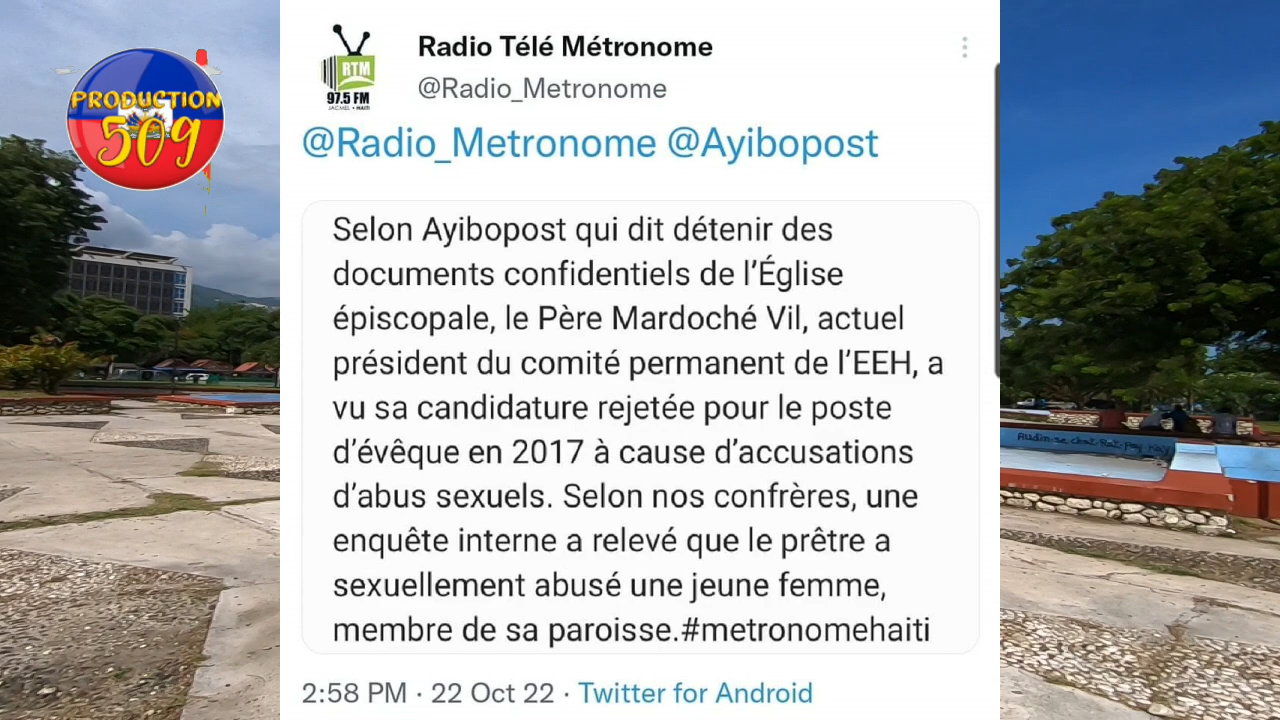 PRODUCTION
509
RTM
97.5 FM
JACMEL • HAITI
Radio Télé Métronome
@Radio_Metronome
@Radio_Metronome @Ayibopost
Selon Ayibopost qui dit détenir des
documents confidentiels de l’Église
épiscopale, le Père Mardoché Vil, actuel
président du comité permanent de l’EEH, a
vu sa candidature rejetée pour le poste
d’évêque en 2017 à cause d’accusations
d’abus sexuels. Selon nos confrères, une
enquête interne a relevé que le prêtre a
sexuellement abusé une jeune femme,
membre de sa paroisse.#metronomehaiti
2:58 PM · 22 Oct 22 · Twitter for Android